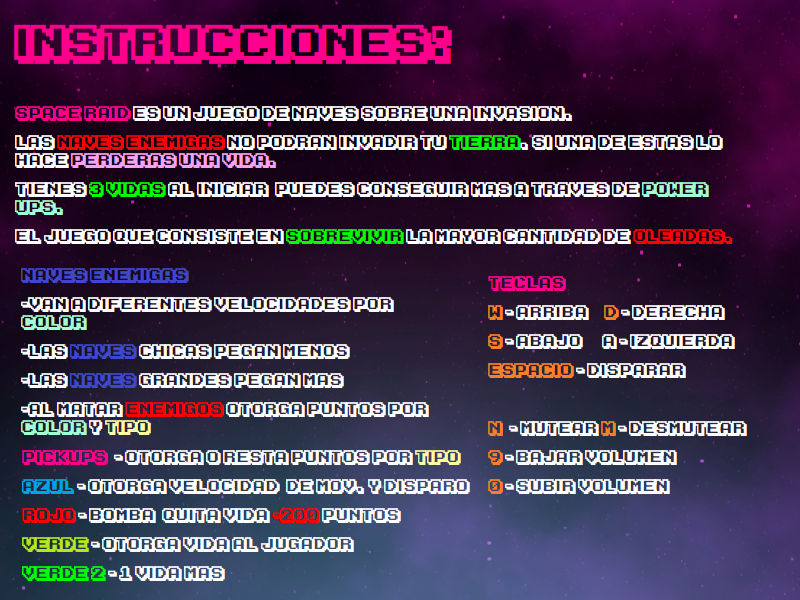 INSTRUCCIONES!
SPACE RAID ES UN JUEGO DE NAVES SOBRE UNA INVASION.
LAS NAVES ENEMIGAS NO PODRAN INVADIR TU TIERRA. SI UNA DE ESTAS LO
HACE PERDERAS UNA VIDA.
TIENES 3 VIDAS AL INICIAR PUEDES CONSEGUIR MAS A TRAVES DE POWER
UPS.
EL JUEGO QUE CONSISTE EN SOBREVIVIR LA MAYOR CANTIDAD DE OLEADAS.
NAVES ENEMIGAS
-VAN A DIFERENTES VELOCIDADES POR
COLOR
-LAS NAVES CHICAS PEGAN MENOS
-LAS NAVES GRANDES PEGAN MAS
-AL MATAR ENEMIGOS OTORGA PUNTOS POR
COLOR Y TIPO
PICKUPS - OTORGA O RESTA PUNTOS POR TIPO
AZUL - OTORGA VELOCIDAD DE MOV. Y DISPARO
ROJO - BOMBA QUITA VIDA -200 PUNTOS
VERDE - OTORGA VIDA AL JUGADOR
VERDE 2 - 1 VIDA MAS
TECLAS
W - ARRIBA D - DERECHA
S - ABAJO A - IZQUIERDA
ESPACIO - DISPARAR
N - MUTEAR M - DESMUTEAR
9 - BAJAR VOLUMEN
0 - SUBIR VOLUMEN